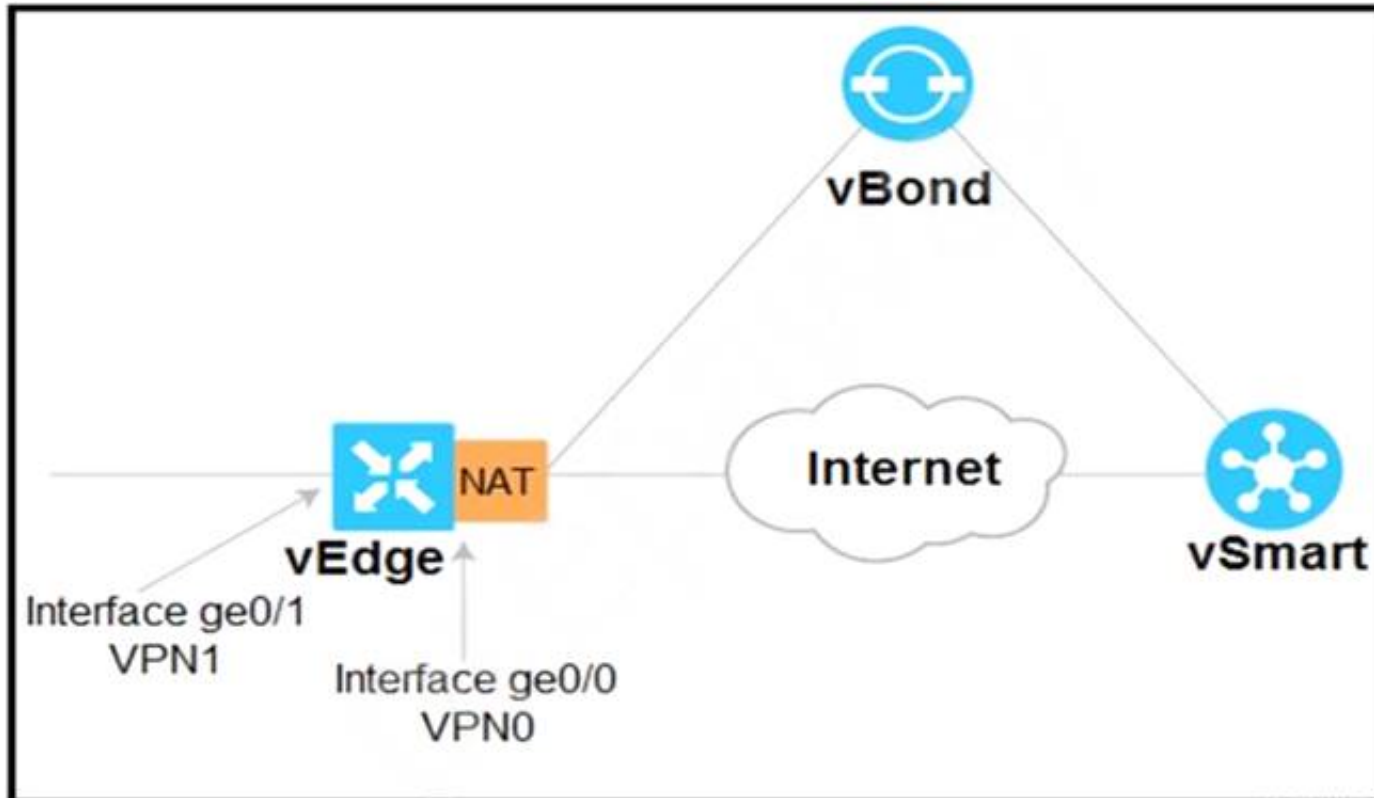 vBond
NAT
Internet
vEdge
vSmart
Interface ge0/1
VPN1
Interface ge0/0
VPN0